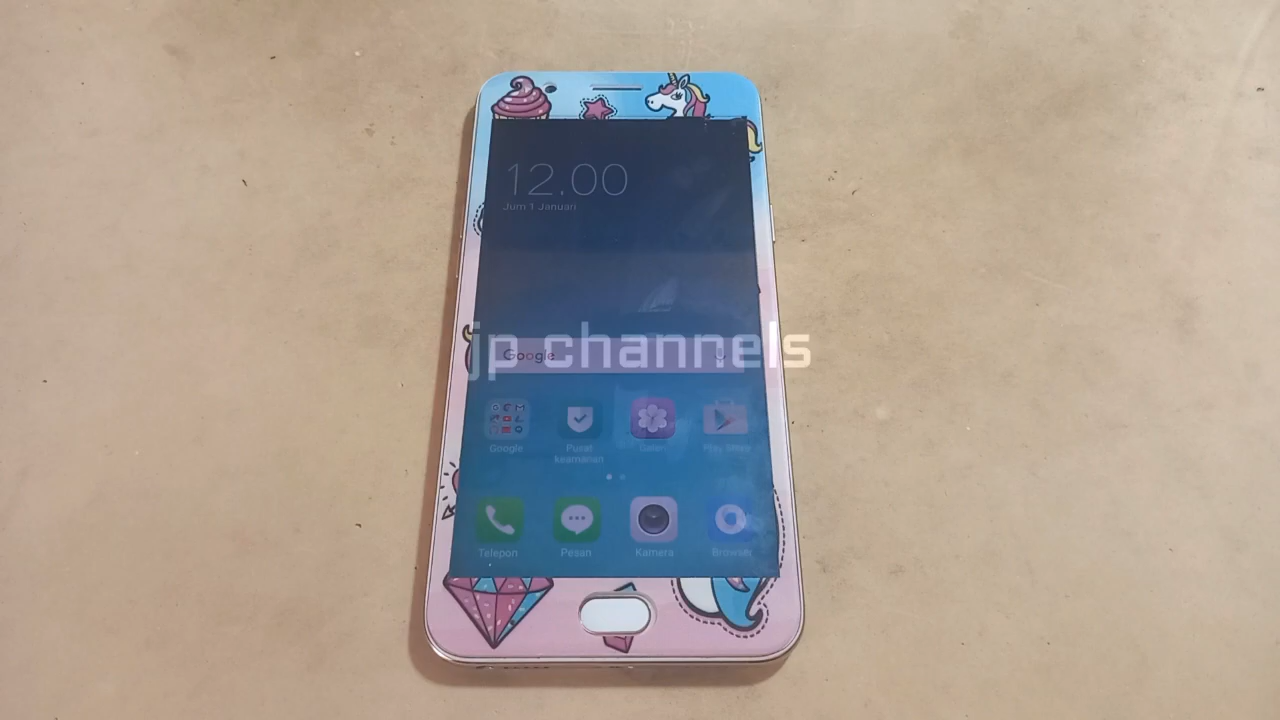 12.00
Jum 1 Januari
jp channels
Google
Google
Pusat
keamanan
Play Store
Telepon
Pesan
Kamera
Browser